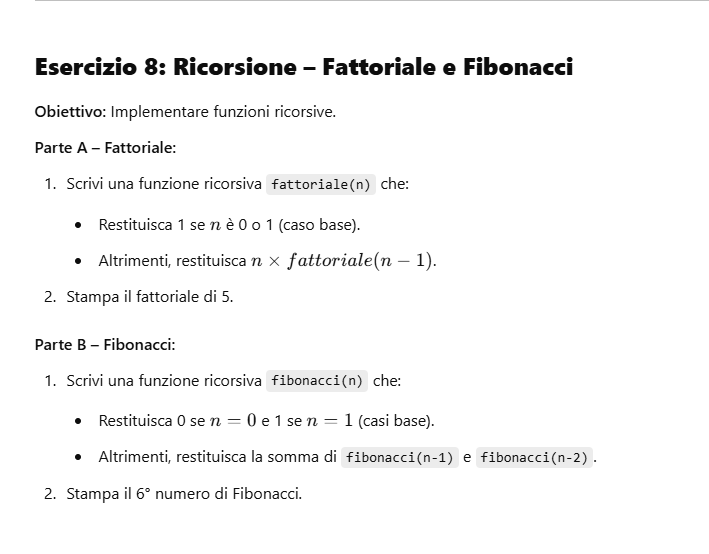 Esercizio 8: Ricorsione – Fattoriale e Fibonacci
Obiettivo: Implementare funzioni ricorsive.
Parte A – Fattoriale:
1. Scrivi una funzione ricorsiva fattoriale(n) che:
• Restituisca 1 se n è 0 o 1 (caso base).
• Altrimenti, restituisca n × fattoriale(n − 1).
2. Stampa il fattoriale di 5.
Parte B – Fibonacci:
1. Scrivi una funzione ricorsiva fibonacci(n) che:
• Restituisca 0 se n = 0 e 1 se n = 1 (casi base).
• Altrimenti, restituisca la somma di fibonacci(n-1) e fibonacci(n-2).
2. Stampa il 6° numero di Fibonacci.